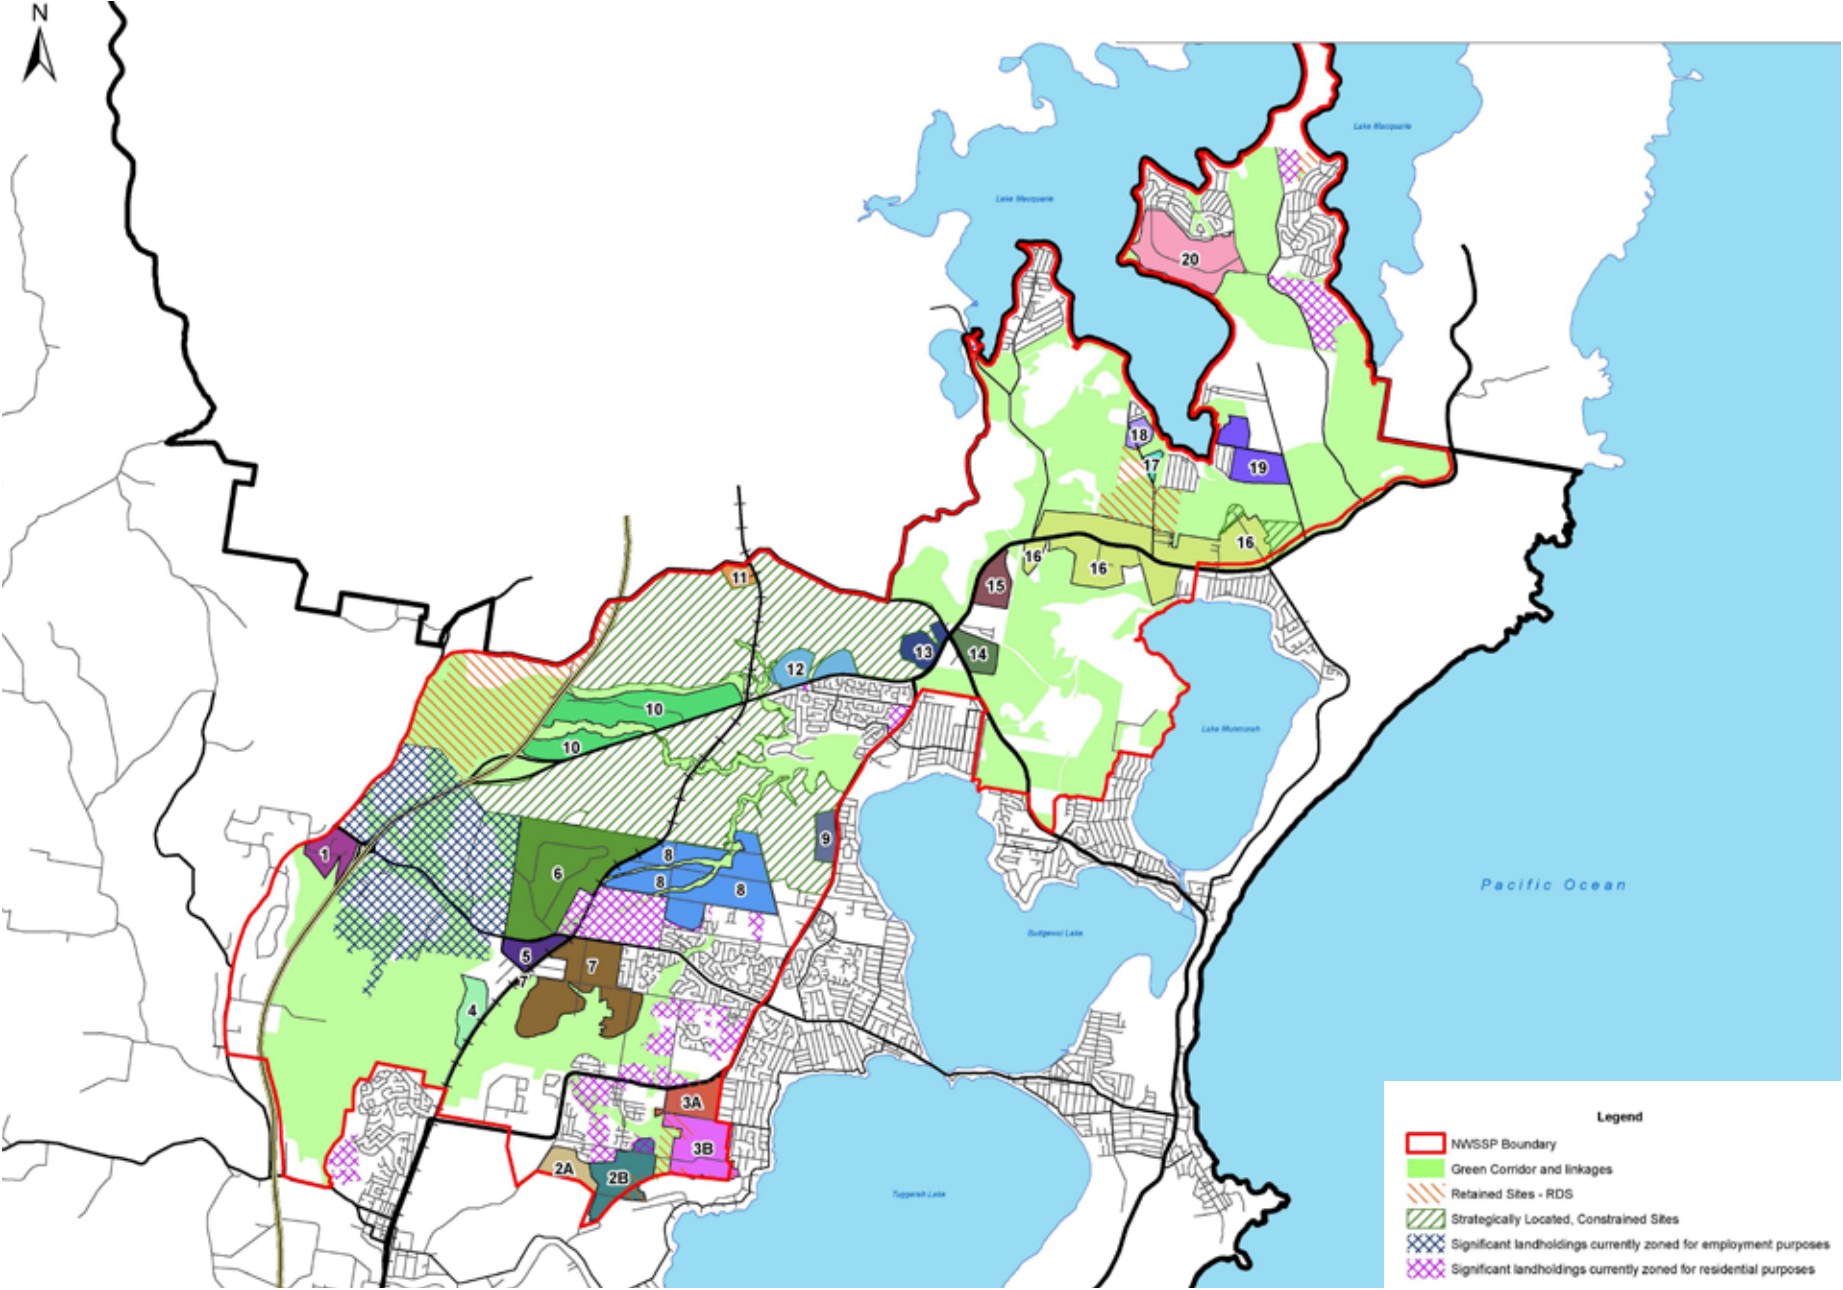 N
Lake Macquarie
Lake Macquarie
20
18
17
19
16
16
16
11
15
13
14
12
10
10
Lake Munmorah
9
1
8
6
8
8
Pacific Ocean
Budgewoi Lake
5
7
7
4
3A
3B
2A
2B
Tuggerah Lake
Legend
NWSSP Boundary
Green Corridor and linkages
Retained Sites - RDS
Strategically Located, Constrained Sites
Significant landholdings currently zoned for employment purposes
Significant landholdings currently zoned for residential purposes